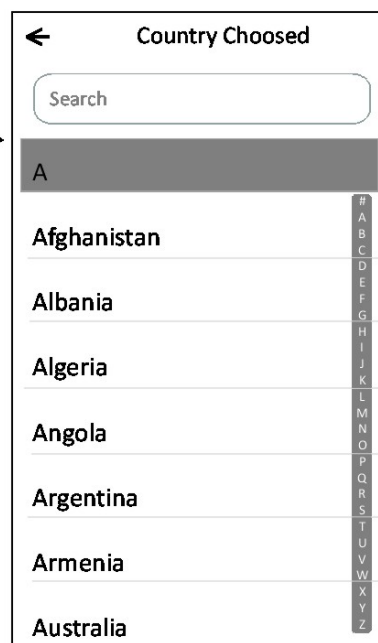 Country Choosed
Search
A
Afghanistan
Albania
Algeria
Angola
Argentina
Armenia
Australia
#
A
B
C
D
E
F
G
H
I
J
K
L
M
N
O
P
Q
R
S
T
U
V
W
X
Y
Z